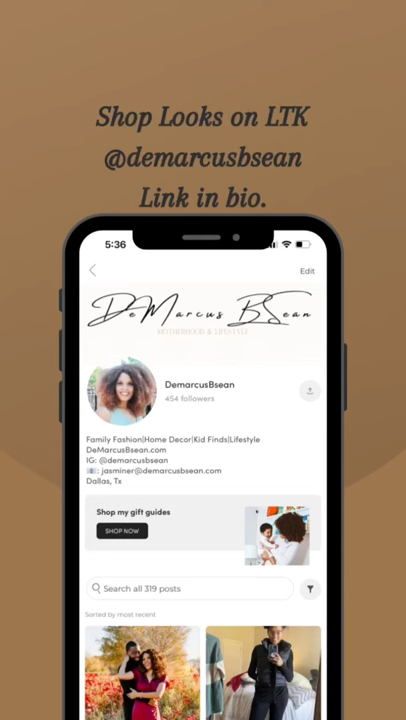 Shop Looks on LTK
@demarcusbsean
Link in bio.
5:36
Edit
DeMarcus BSean
MOTHERHOOD & LIFESTYLE
DemarcusBsean
454 followers
Family Fashion|Home Decor|Kid Finds|Lifestyle
DeMarcusBsean.com
IG: @demarcusbsean
📧: jasminer@demarcusbsean.com
Dallas, Tx
Shop my gift guides
SHOP NOW
Search all 319 posts
Sorted by most recent